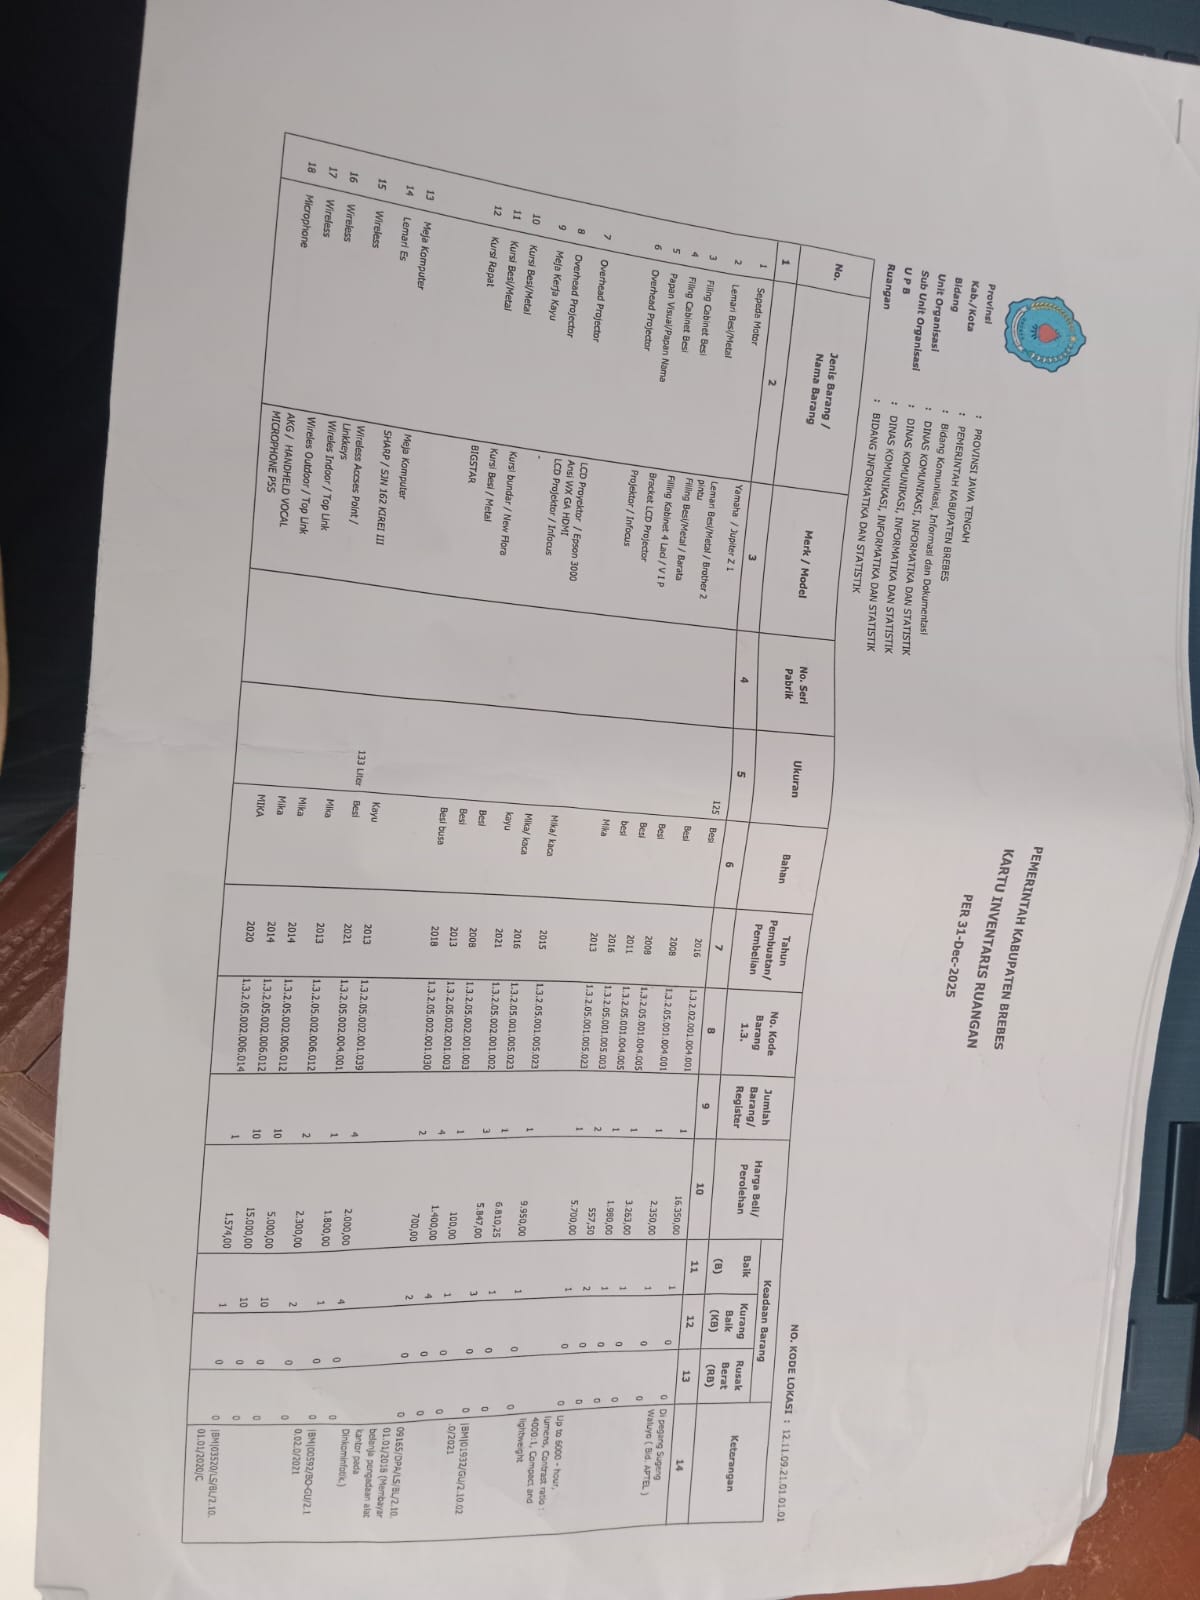 PEMERINTAH KABUPATEN BREBES
KARTU INVENTARIS RUANGAN
PER 31-Dec-2025
Provinsi : PROVINSI JAWA TENGAH
Kab./Kota : PEMERINTAH KABUPATEN BREBES
Bidang : Bidang Komunikasi, Informasi dan Dokumentasi
Unit Organisasi : DINAS KOMUNIKASI, INFORMATIKA DAN STATISTIK
Sub Unit Organisasi : DINAS KOMUNIKASI, INFORMATIKA DAN STATISTIK
U P B : DINAS KOMUNIKASI, INFORMATIKA DAN STATISTIK
Ruangan : BIDANG INFORMATIKA DAN STATISTIK
NO. KODE LOKASI : 12.11.09.21.01.01.01
No. Jenis Barang / Nama Barang Merk / Model No. Seri Pabrik Ukuran Bahan Tahun Pembuatan/ Pembelian No. Kode Barang 1.3. Jumlah Barang/ Register Harga Beli/ Perolehan Keadaan Barang Keterangan
Baik (B) Kurang Baik (KB) Rusak Berat (RB)
1 2 3 4 5 6 7 8 9 10 11 12 13 14
1 Sepeda Motor Yamaha / Jupiter Z 1 125 Besi 2016 1.3.2.02.001.004.001 1 16.350,00 1 0 0 Di pegang Sugeng
Waluyo ( Bid. APTEL )
2 Lemari Besi/Metal Lemari Besi/Metal / Brother 2 Besi 2008 1.3.2.05.001.004.001 1 2.350,00 1 0 0
pintu
3 Filing Cabinet Besi Filling Besi/Metal / Barata Besi 2008 1.3.2.05.001.004.005 1 3.263,00 1 0 0
4 Filing Cabinet Besi Filling Kabinet 4 Laci / V I P Besi 2011 1.3.2.05.001.004.005 1 1.980,00 1 0 0
5 Papan Visual/Papan Nama Bracket LCD Projector besi 2016 1.3.2.05.001.005.003 2 557,50 2 0 0
6 Overhead Projector Projektor / Infocus Mika 2013 1.3.2.05.001.005.023 1 5.700,00 1 0 0
7 Overhead Projector LCD Proyektor / Epson 3000 Mika/ kaca 2015 1.3.2.05.001.005.023 1 9.950,00 1 0 0 Up to 6000 - hour,
Ansi WX GA HDMI lumens, Contrast ratio :
4000:1, Compact and
lightweight
8 Overhead Projector LCD Projektor / Infocus Mika/ kaca 2016 1.3.2.05.001.005.023 1 6.810,25 1 0 0
9 Meja Kerja Kayu - kayu 2021 1.3.2.05.002.001.002 3 5.847,00 3 0 0 |BM|01932/GU/2.10.02
.0/2021
10 Kursi Besi/Metal Kursi bundar / New Flora Besi 2008 1.3.2.05.002.001.003 1 100,00 1 0 0
11 Kursi Besi/Metal Kursi Besi / Metal Besi 2013 1.3.2.05.002.001.003 4 1.400,00 4 0 0
12 Kursi Rapat BIGSTAR Besi busa 2018 1.3.2.05.002.001.030 2 700,00 2 0 0 09165/DPA/LS/BL/2.10.
01.01/2018 (Membayar
belanja pengadaan alat
kantor pada
Dinkominfotik.)
13 Meja Komputer Meja Komputer Kayu 2013 1.3.2.05.002.001.039 4 2.000,00 4 0 0
14 Lemari Es SHARP / SJN 162 KIREI III 133 Liter Besi 2021 1.3.2.05.002.004.001 1 1.800,00 1 0 0 |BM|00592/BO-GU/2.1
0.02.0/2021
15 Wireless Wireless Accses Point / Mika 2013 1.3.2.05.002.006.012 2 2.300,00 2 0 0
Linkkeys
16 Wireless Wireles Indoor / Top Link Mika 2014 1.3.2.05.002.006.012 10 5.000,00 10 0 0
17 Wireless Wireles Outdoor / Top Link Mika 2014 1.3.2.05.002.006.012 10 15.000,00 10 0 0
18 Microphone AKG / HANDHELD VOCAL MIKA 2020 1.3.2.05.002.006.014 1 1.574,00 1 0 0 |BM|03520/LS/BL/2.10.
MICROPHONE P5S 01.01/2020/C